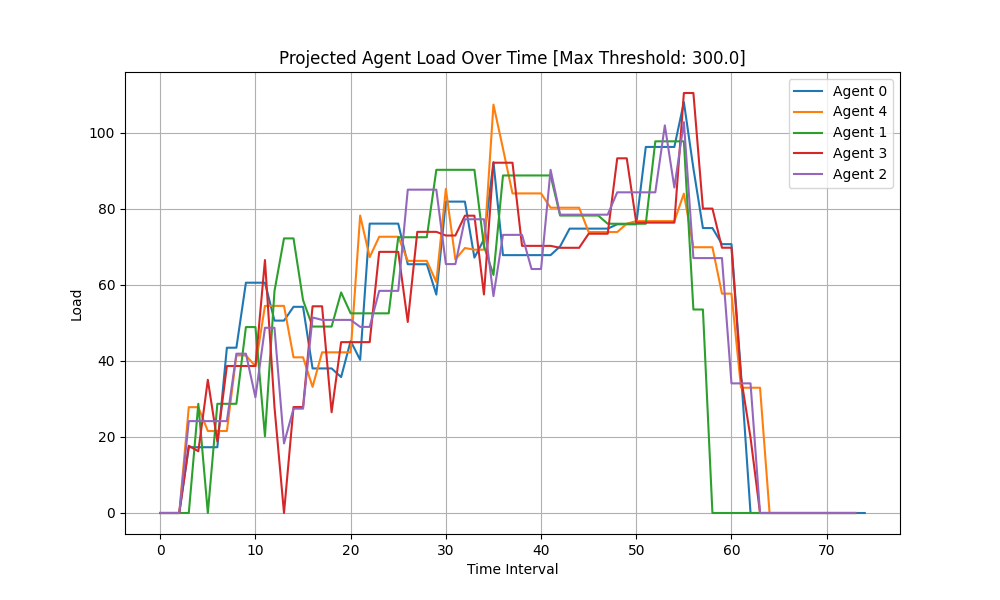 Projected Agent Load Over Time [Max Threshold: 300.0]
Agent 0
Agent 4
Agent 1
Agent 3
Agent 2
100
80
60
40
20
0
Load
0 10 20 30 40 50 60 70
Time Interval